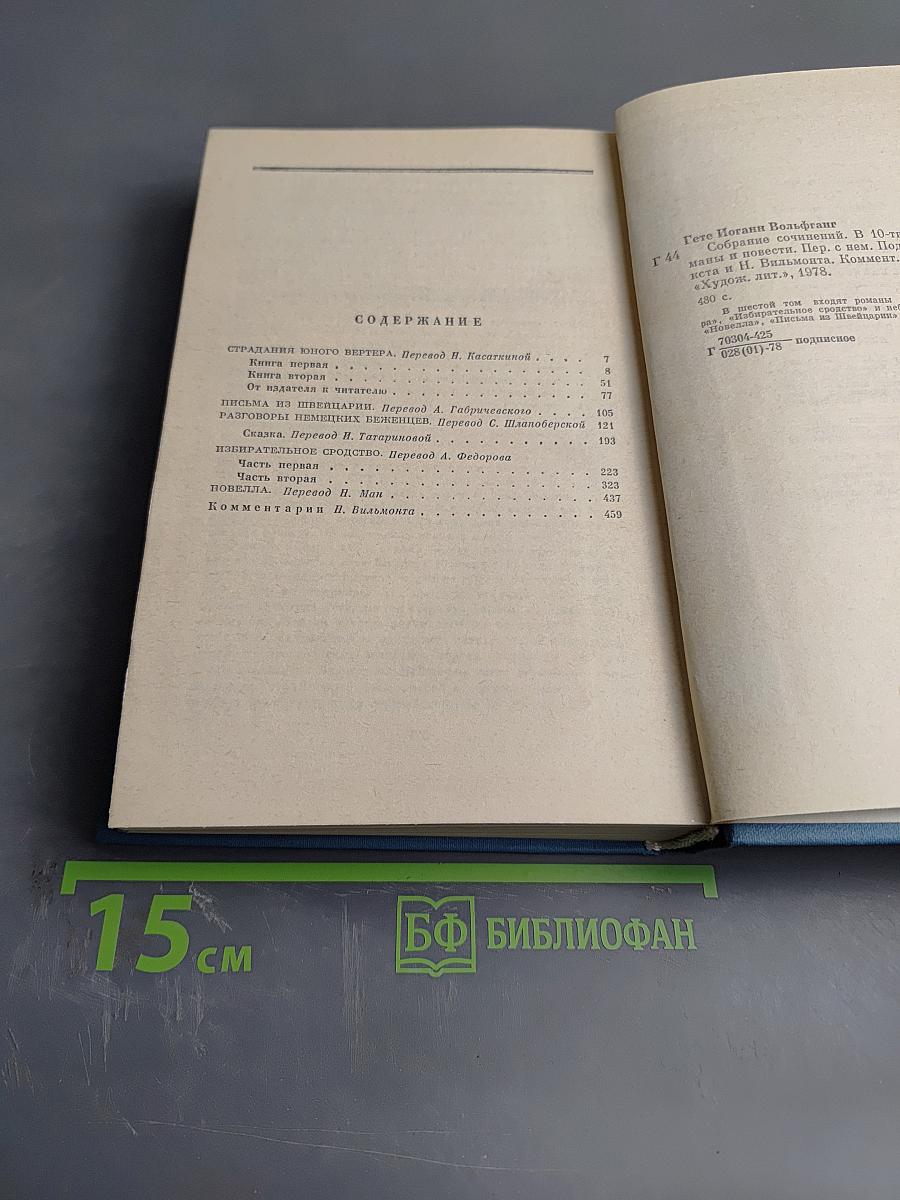 СОДЕРЖАНИЕ
СТРАДАНИЯ ЮНОГО ВЕРТЕРА. Перевод Н. Касаткиной . . . . 7
Книга первая . . . . . . . . . . . . . . . . . 8
Книга вторая . . . . . . . . . . . . . . . . . 51
От издателя к читателю . . . . . . . . . . . . . 77
ПИСЬМА ИЗ ШВЕЙЦАРИИ. Перевод А. Габричевского . . . . . 105
РАЗГОВОРЫ НЕМЕЦКИХ БЕЖЕНЦЕВ. Перевод С. Шлапоберской 121
Сказка. Перевод И. Татариновой . . . . . . . . . . . 193
ИЗБИРАТЕЛЬНОЕ СРОДСТВО. Перевод А. Федорова
Часть первая . . . . . . . . . . . . . . . . . 223
Часть вторая . . . . . . . . . . . . . . . . . 323
НОВЕЛЛА. Перевод Н. Ман . . . . . . . . . . . . . . 437
Комментарии Н. Вильмонта . . . . . . . . . . . . 459
Гете Иоганн Вольфганг
Г 44
Собрание сочинений. В 10-т
маны и повести. Пер. с нем. Под
кста и Н. Вильмонта. Коммент.
«Худож. лит.», 1978.
480 с.
В шестой том входят романы
ра», «Избирательное сродство» и неб
«Новелла», «Письма из Швейцарии»
Г 70304-425
028(01)-78 подписное
15 см
БФ БИБЛИОФАН